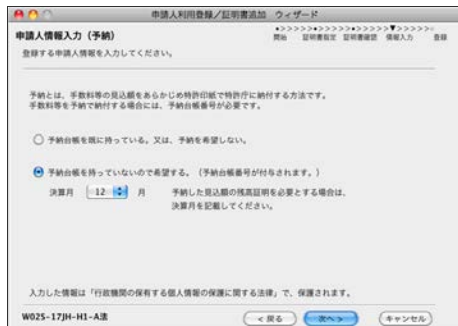 申請人利用登録/証明書追加 ウィザード
申請人情報入力(予納)
●>>>>>●>>>>>●>>>>>▼>>>>>
開始 証明書指定 証明書確認 情報入力 登録
登録する申請人情報を入力してください。
予納とは、手数料等の見込額をあらかじめ特許印紙で特許庁に納付する方法です。
手数料等を予納で納付する場合には、予納台帳番号が必要です。
予納台帳を既に持っている。又は、予納を希望しない。
予納台帳を持っていないので希望する。(予納台帳番号が付与されます。)
決算月 12 月 予納した見込額の残高証明を必要とする場合は、
決算月を記載してください。
入力した情報は「行政機関の保有する個人情報の保護に関する法律」で、保護されます。
W025-17JH-H1-A法 <戻る 次へ> (キャンセル)